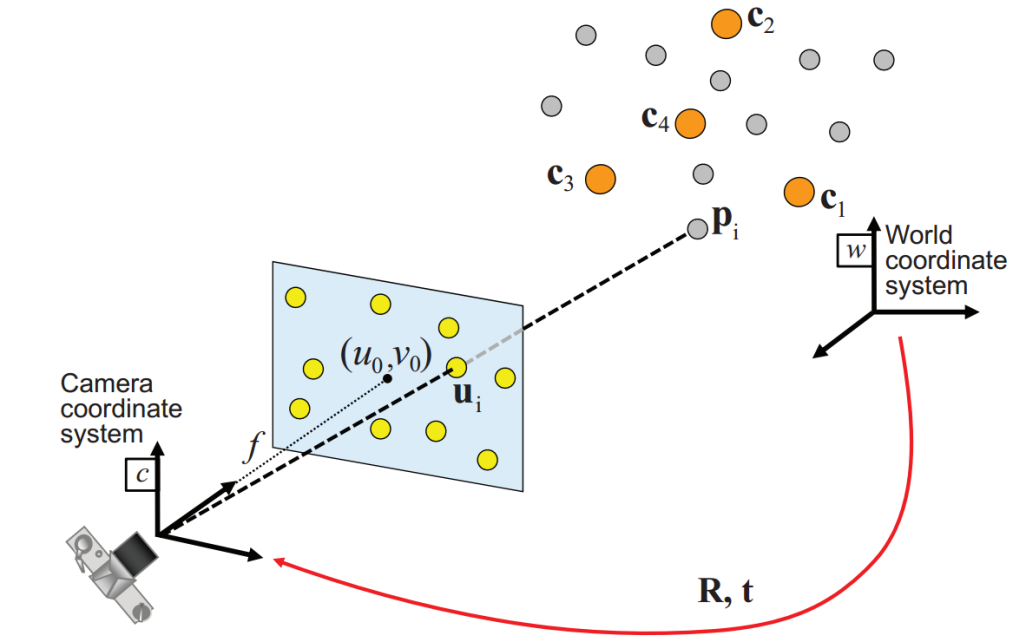 c₂
c₄
c₃
c₁
pᵢ
w
World
coordinate
system
(u₀,v₀)
uᵢ
Camera
coordinate
system
f
c
R, t